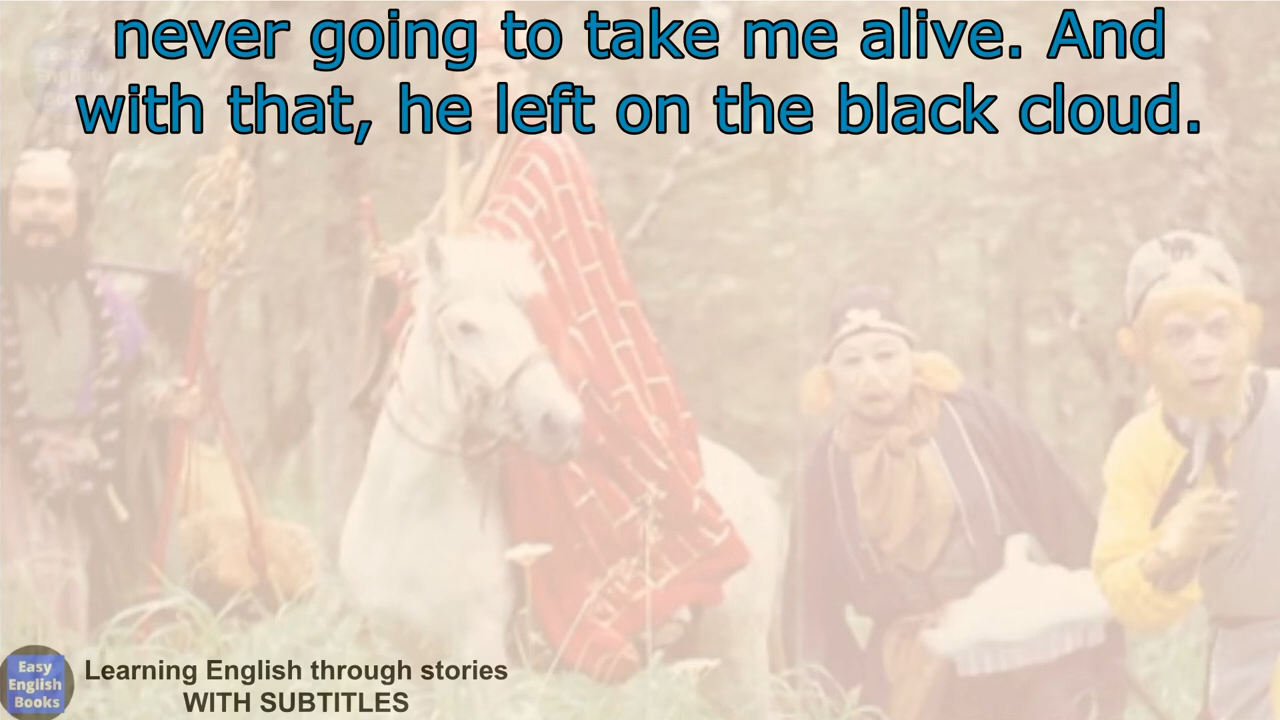 never going to take me alive. And
with that, he left on the black cloud.
Easy
English
Books
Learning English through stories
WITH SUBTITLES